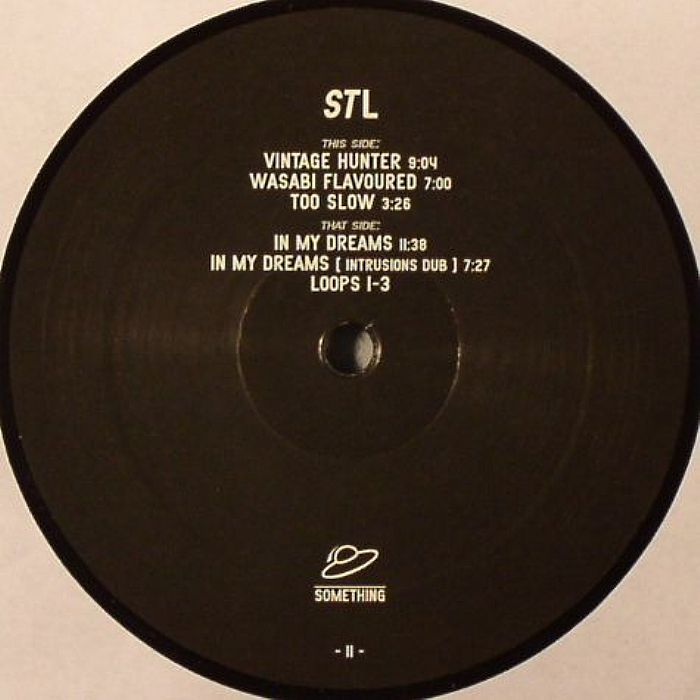 STL
THIS SIDE:
VINTAGE HUNTER 9:04
WASABI FLAVOURED 7:00
TOO SLOW 3:26
THAT SIDE:
IN MY DREAMS 11:38
IN MY DREAMS [ INTRUSIONS DUB ] 7:27
LOOPS 1-3
SOMETHING
- 11 -